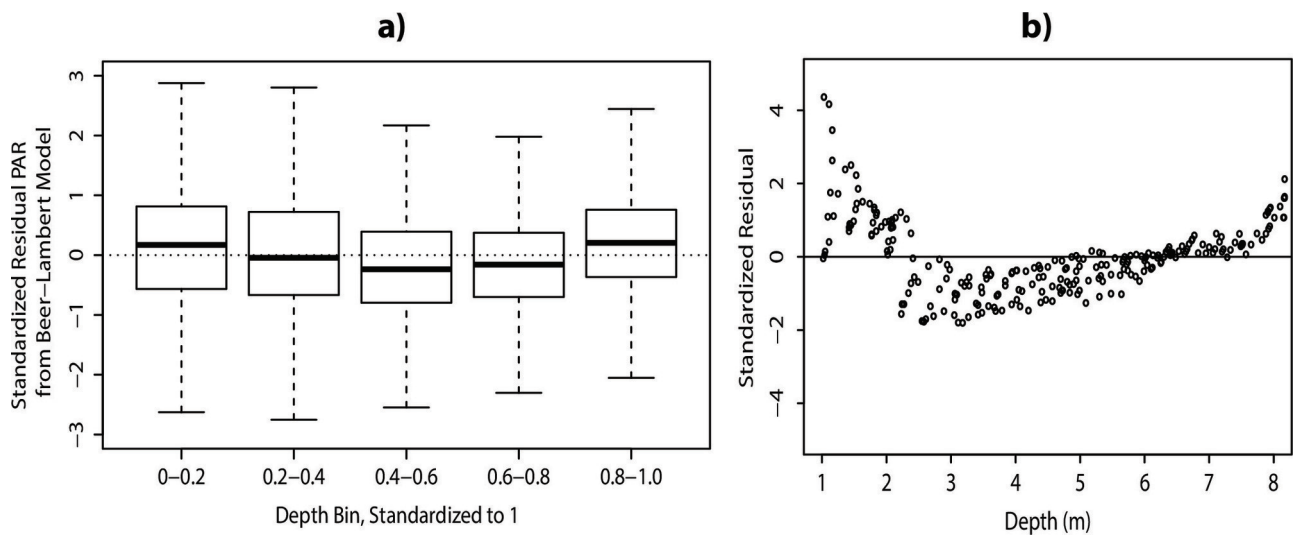 a)
Standardized Residual PAR
from Beer–Lambert Model
3
2
1
0
−1
−2
−3
0−0.2 0.2−0.4 0.4−0.6 0.6−0.8 0.8−1.0
Depth Bin, Standardized to 1
b)
Standardized Residual
4
2
0
−2
−4
1 2 3 4 5 6 7 8
Depth (m)